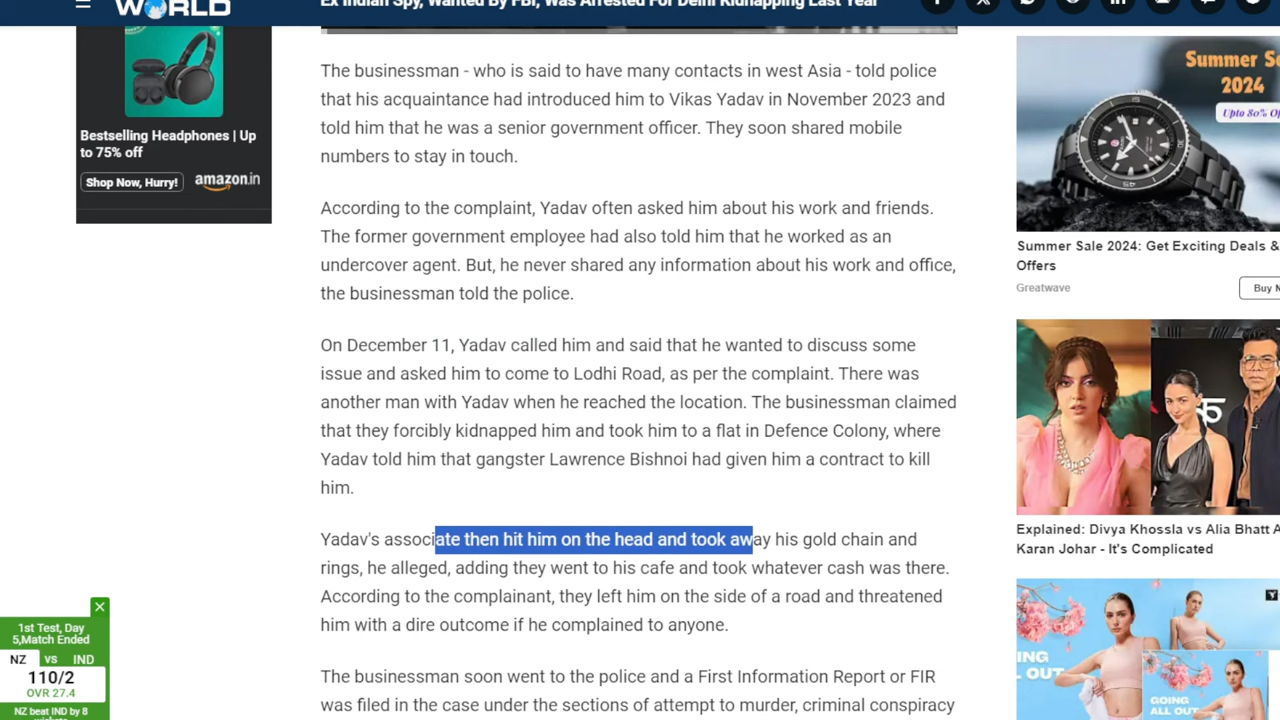 WORLD
Ex Indian Spy, Wanted By FBI, Was Arrested For Delhi Kidnapping Last Year
Bestselling Headphones | Up
to 75% off
Shop Now, Hurry!
amazon.in
The businessman - who is said to have many contacts in west Asia - told police
that his acquaintance had introduced him to Vikas Yadav in November 2023 and
told him that he was a senior government officer. They soon shared mobile
numbers to stay in touch.
According to the complaint, Yadav often asked him about his work and friends.
The former government employee had also told him that he worked as an
undercover agent. But, he never shared any information about his work and office,
the businessman told the police.
On December 11, Yadav called him and said that he wanted to discuss some
issue and asked him to come to Lodhi Road, as per the complaint. There was
another man with Yadav when he reached the location. The businessman claimed
that they forcibly kidnapped him and took him to a flat in Defence Colony, where
Yadav told him that gangster Lawrence Bishnoi had given him a contract to kill
him.
Yadav's associate then hit him on the head and took away his gold chain and
rings, he alleged, adding they went to his cafe and took whatever cash was there.
According to the complainant, they left him on the side of a road and threatened
him with a dire outcome if he complained to anyone.
The businessman soon went to the police and a First Information Report or FIR
was filed in the case under the sections of attempt to murder, criminal conspiracy
1st Test, Day
5,Match Ended
NZ vs IND
110/2
OVR 27.4
NZ beat IND by 8
Summer S
2024
Upto 80% O
Summer Sale 2024: Get Exciting Deals &
Offers
Greatwave
Buy N
5
Explained: Divya Khossla vs Alia Bhatt A
Karan Johar - It's Complicated
ING
L OUT
GOING
ALL OUT